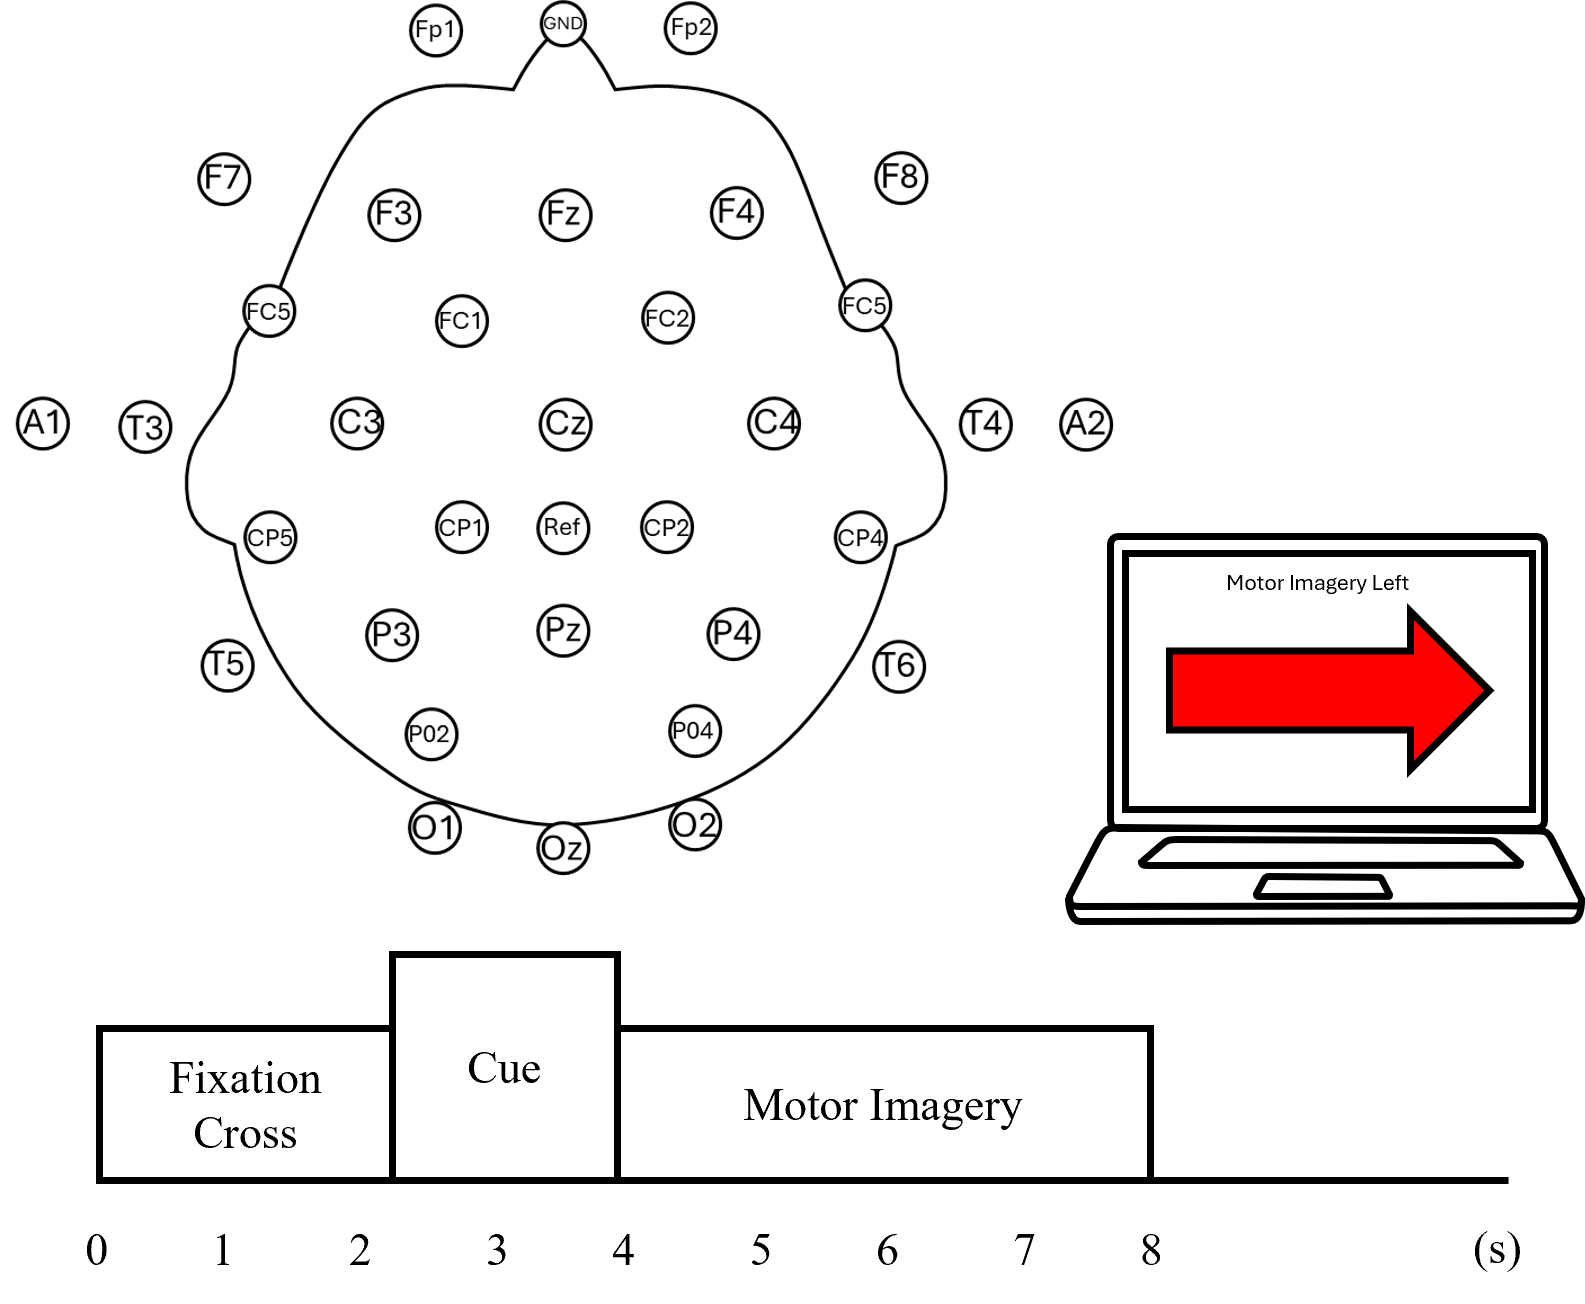 Fp1
GND
Fp2
F7
F3
Fz
F4
F8
FC5
FC1
FC2
FC5
A1
T3
C3
Cz
C4
T4
A2
CP5
CP1
Ref
CP2
CP4
T5
P3
Pz
P4
T6
P02
P04
O1
Oz
O2
Motor Imagery Left
Fixation
Cross
Cue
Motor Imagery
0 1 2 3 4 5 6 7 8 (s)